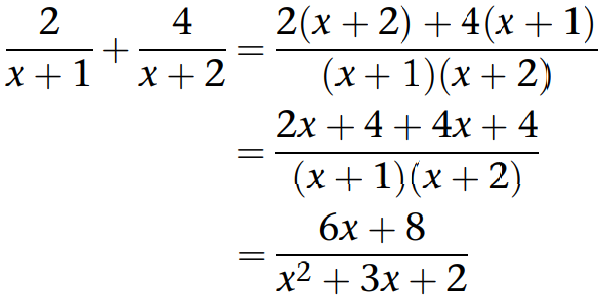 2/(x + 1) + 4/(x + 2) = (2(x + 2) + 4(x + 1))/((x + 1)(x + 2))
= (2x + 4 + 4x + 4)/((x + 1)(x + 2))
= (6x + 8)/(x² + 3x + 2)